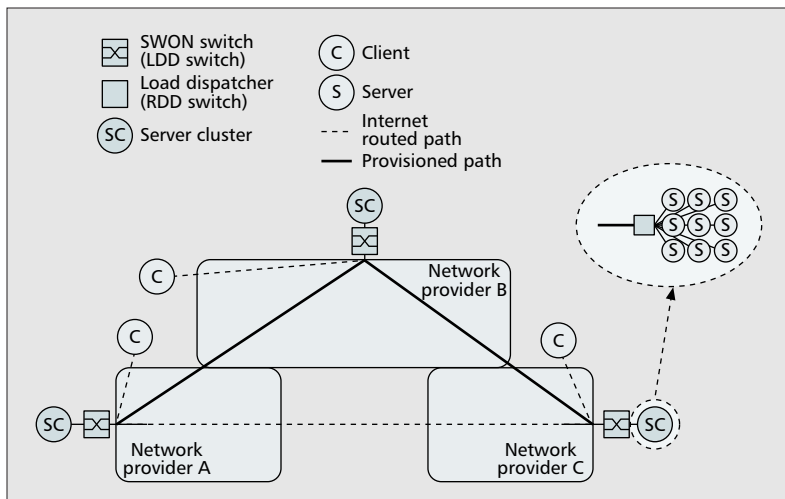 SWON switch
(LDD switch)
Load dispatcher
(RDD switch)
SC Server cluster
C Client
S Server
Internet
routed path
Provisioned path
SC
S S S
S S S
S S S
C
Network
provider B
C
C
SC
Network
provider A
Network
provider C
SC